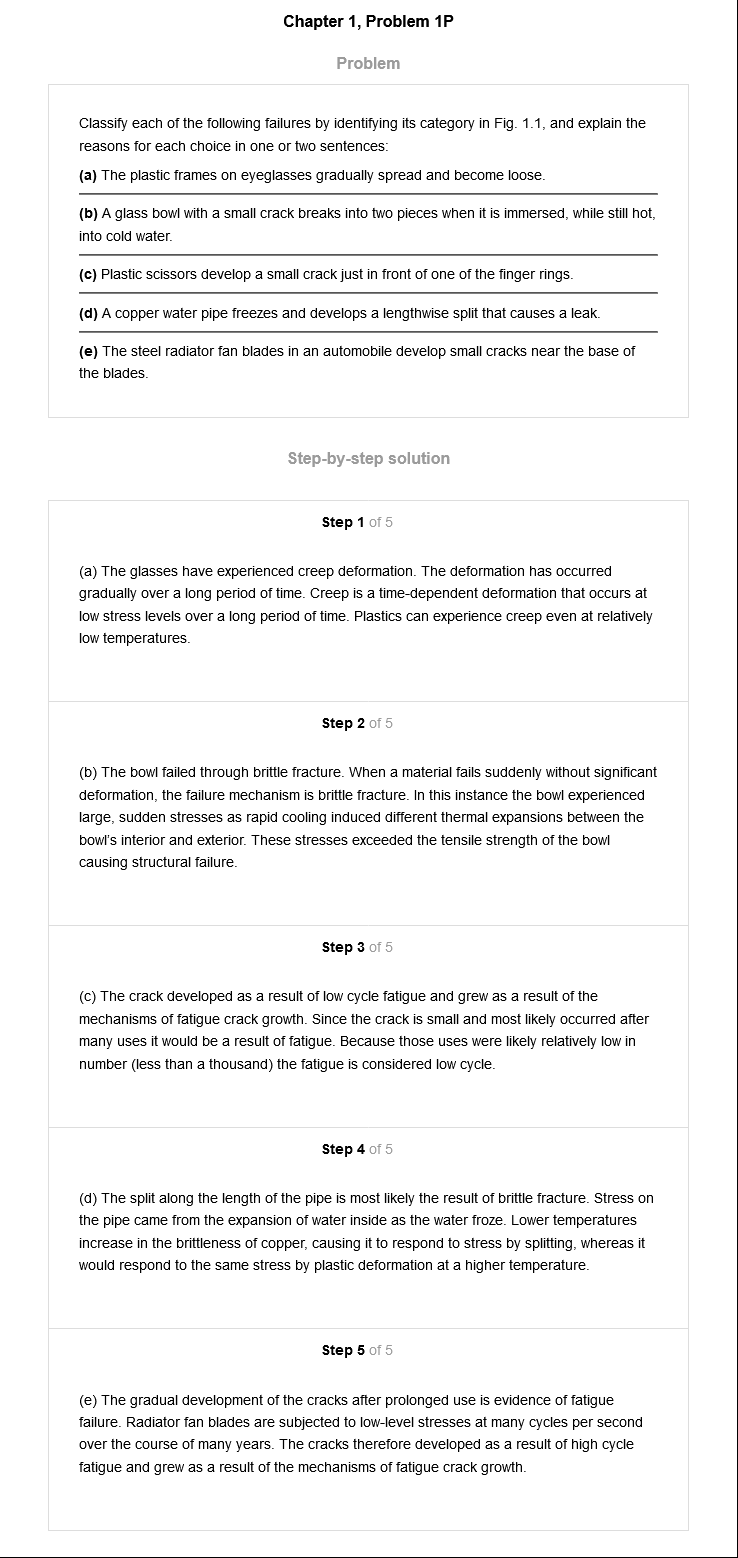 Chapter 1, Problem 1P
Problem
Classify each of the following failures by identifying its category in Fig. 1.1, and explain the
reasons for each choice in one or two sentences:
(a) The plastic frames on eyeglasses gradually spread and become loose.
(b) A glass bowl with a small crack breaks into two pieces when it is immersed, while still hot,
into cold water.
(c) Plastic scissors develop a small crack just in front of one of the finger rings.
(d) A copper water pipe freezes and develops a lengthwise split that causes a leak.
(e) The steel radiator fan blades in an automobile develop small cracks near the base of
the blades.
Step-by-step solution
Step 1 of 5
(a) The glasses have experienced creep deformation. The deformation has occurred
gradually over a long period of time. Creep is a time-dependent deformation that occurs at
low stress levels over a long period of time. Plastics can experience creep even at relatively
low temperatures.
Step 2 of 5
(b) The bowl failed through brittle fracture. When a material fails suddenly without significant
deformation, the failure mechanism is brittle fracture. In this instance the bowl experienced
large, sudden stresses as rapid cooling induced different thermal expansions between the
bowl's interior and exterior. These stresses exceeded the tensile strength of the bowl
causing structural failure.
Step 3 of 5
(c) The crack developed as a result of low cycle fatigue and grew as a result of the
mechanisms of fatigue crack growth. Since the crack is small and most likely occurred after
many uses it would be a result of fatigue. Because those uses were likely relatively low in
number (less than a thousand) the fatigue is considered low cycle.
Step 4 of 5
(d) The split along the length of the pipe is most likely the result of brittle fracture. Stress on
the pipe came from the expansion of water inside as the water froze. Lower temperatures
increase in the brittleness of copper, causing it to respond to stress by splitting, whereas it
would respond to the same stress by plastic deformation at a higher temperature.
Step 5 of 5
(e) The gradual development of the cracks after prolonged use is evidence of fatigue
failure. Radiator fan blades are subjected to low-level stresses at many cycles per second
over the course of many years. The cracks therefore developed as a result of high cycle
fatigue and grew as a result of the mechanisms of fatigue crack growth.